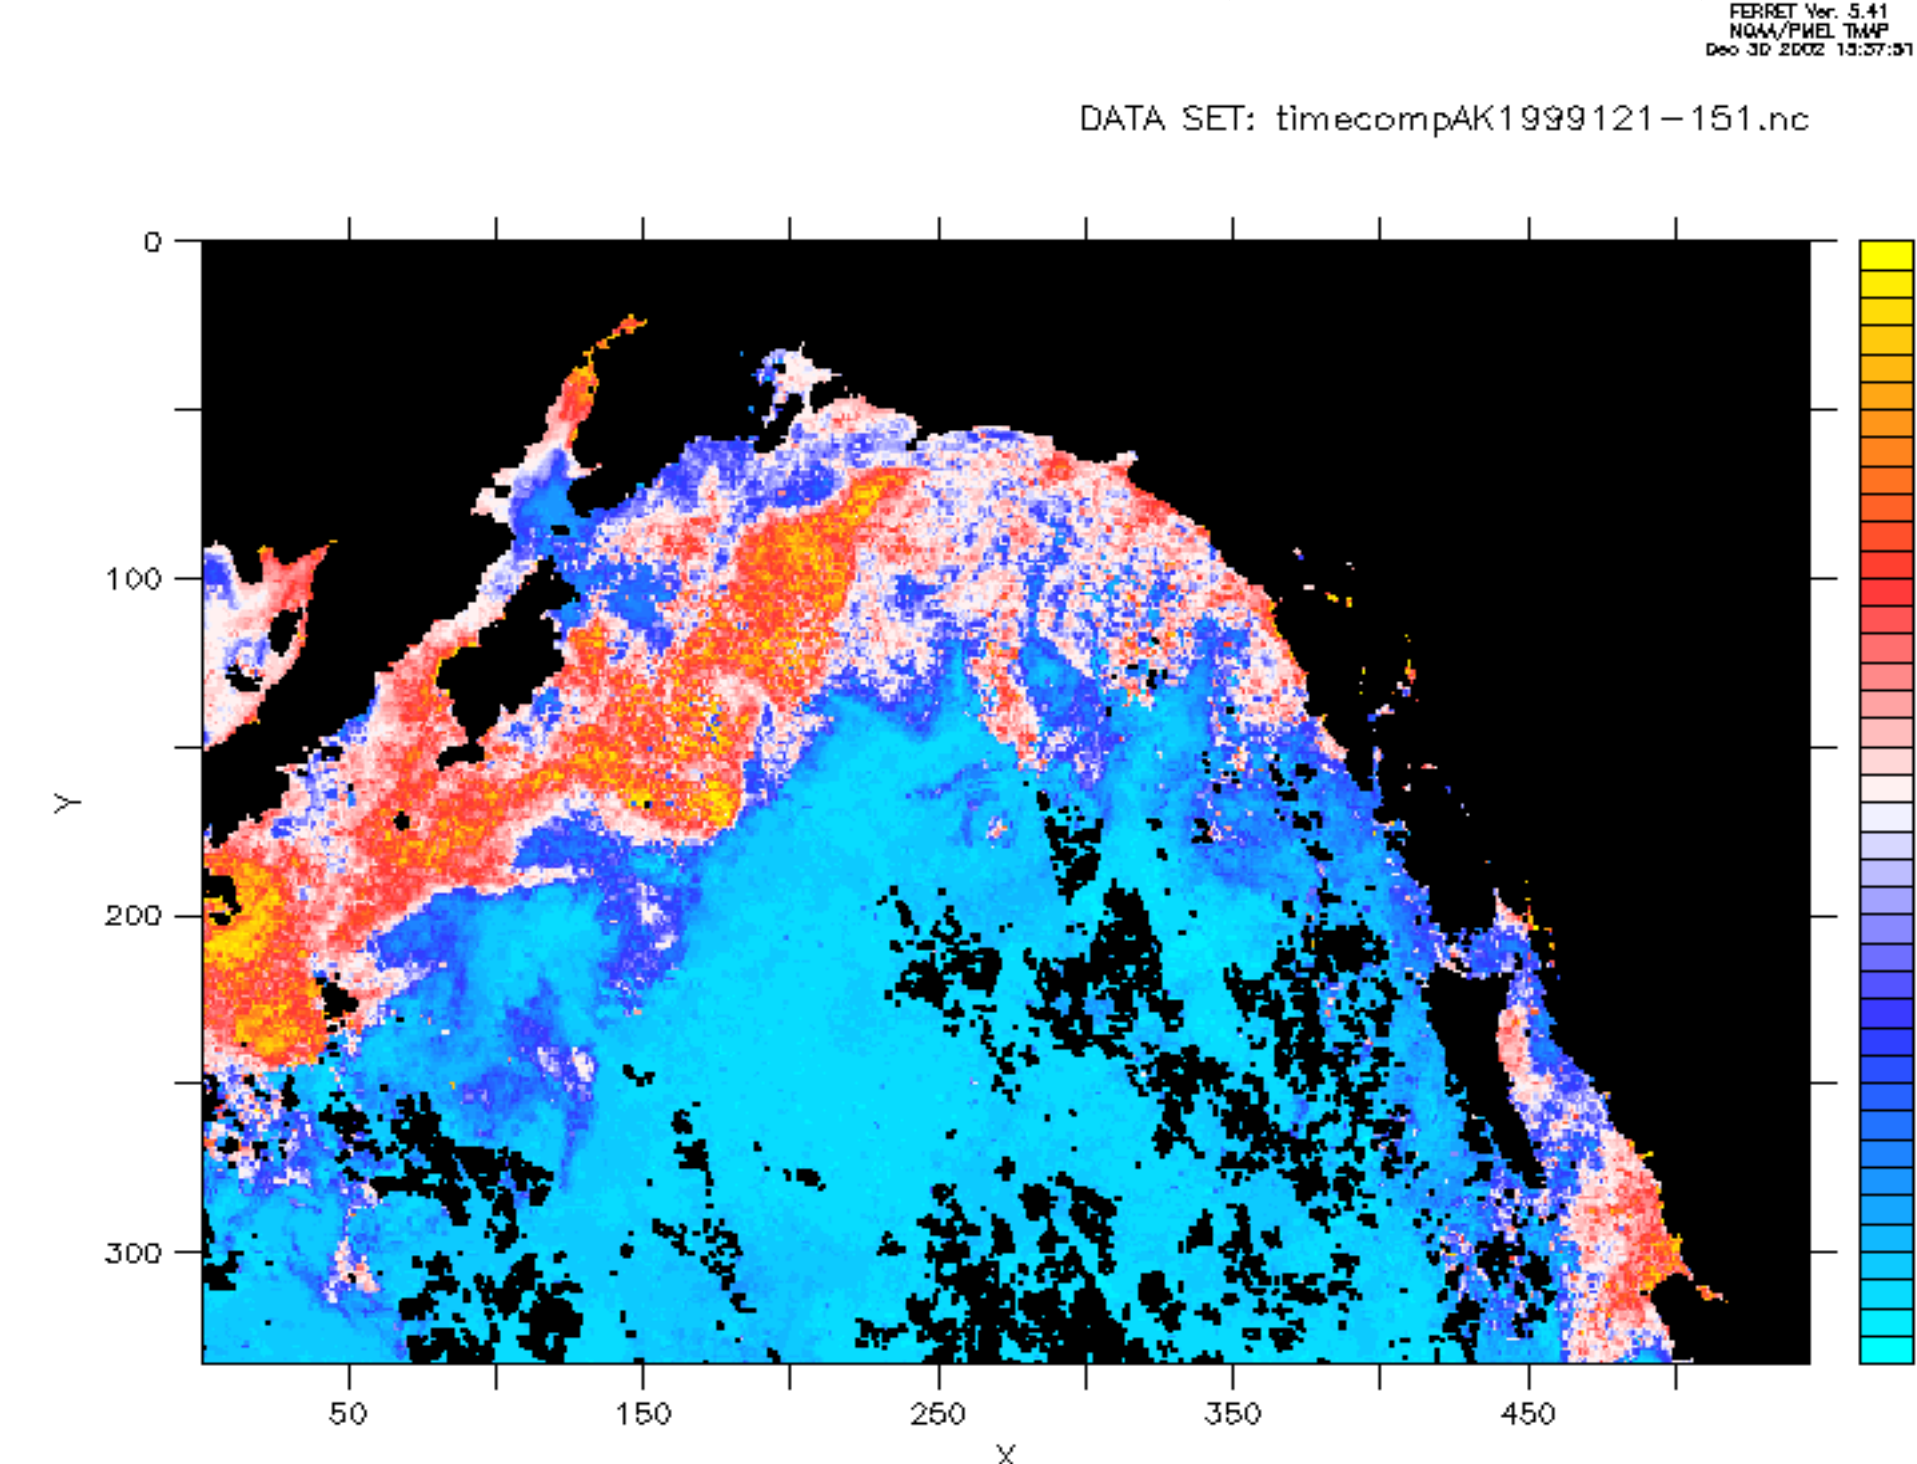 FERRET Ver. 5.41
NOAA/PMEL TMAP
Dec 30 2002 15:37:51
DATA SET: timecompAK1999121-151.nc
0
100
200
300
Y
50 150 250 350 450
X